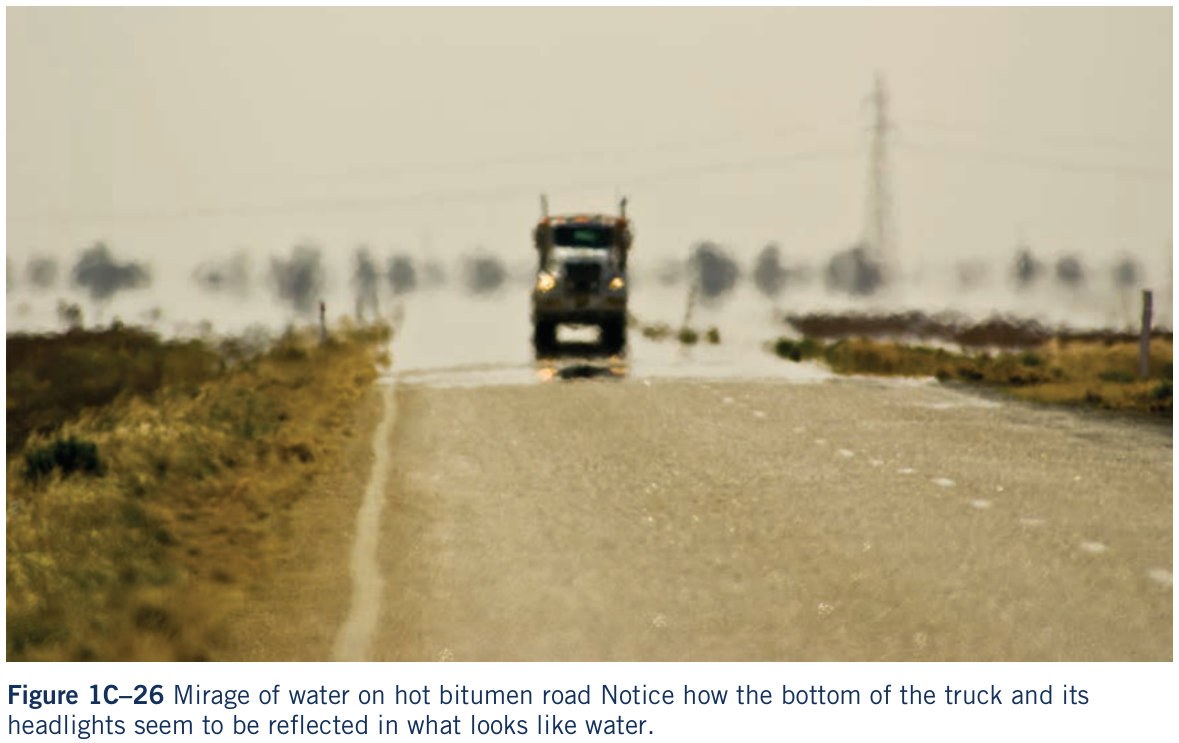 Figure 1C–26 Mirage of water on hot bitumen road Notice how the bottom of the truck and its
headlights seem to be reflected in what looks like water.